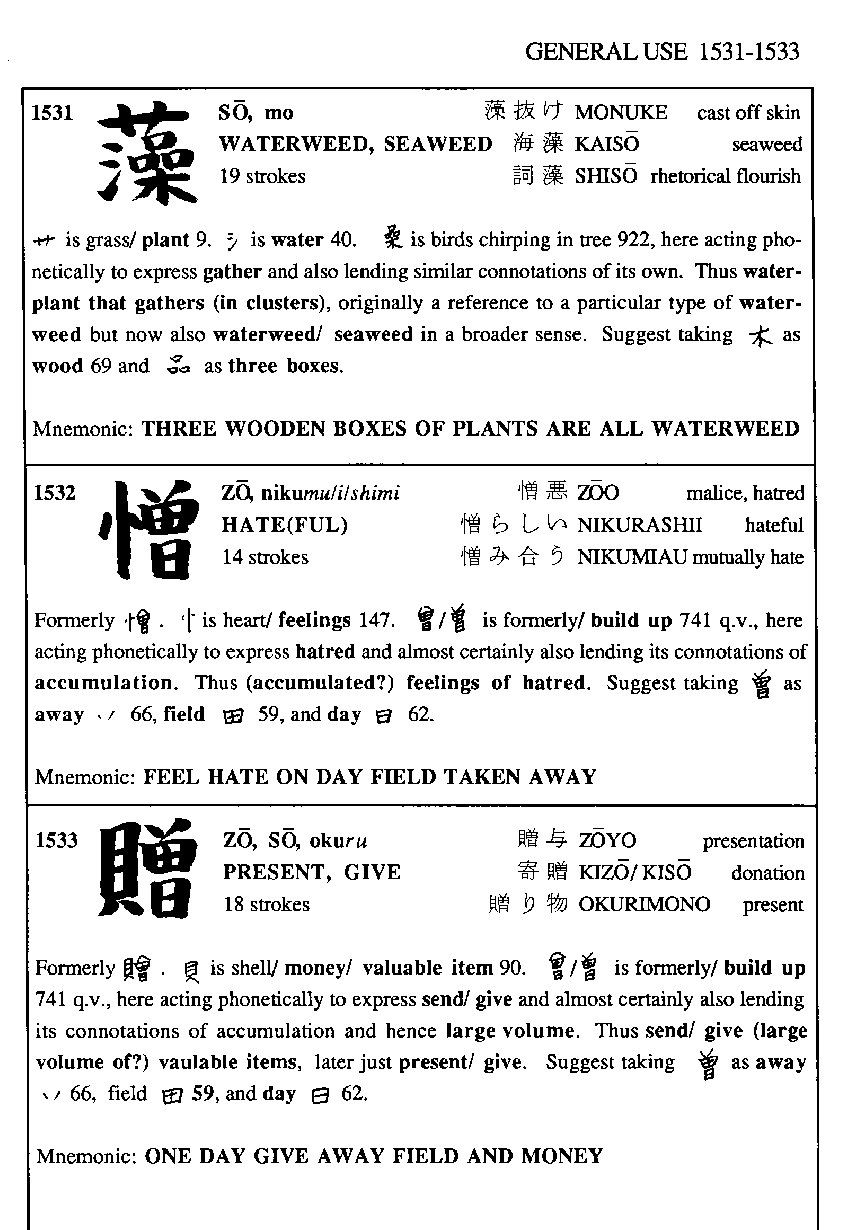 GENERAL USE 1531-1533
1531 藻 SŌ, mo 藻抜け MONUKE cast off skin
WATERWEED, SEAWEED 海藻 KAISŌ seaweed
19 strokes 詞藻 SHISŌ rhetorical flourish
艹 is grass/ plant 9. 氵 is water 40. 喿 is birds chirping in tree 922, here acting pho-
netically to express gather and also lending similar connotations of its own. Thus water-
plant that gathers (in clusters), originally a reference to a particular type of water-
weed but now also waterweed/ seaweed in a broader sense. Suggest taking 木 as
wood 69 and 品 as three boxes.
Mnemonic: THREE WOODEN BOXES OF PLANTS ARE ALL WATERWEED
1532 憎 ZŌ, nikumu/i/shimi 憎悪 ZŌO malice, hatred
HATE(FUL) 憎らしい NIKURASHII hateful
14 strokes 憎み合う NIKUMIAU mutually hate
Formerly 憎. 忄 is heart/ feelings 147. 曾/曽 is formerly/ build up 741 q.v., here
acting phonetically to express hatred and almost certainly also lending its connotations of
accumulation. Thus (accumulated?) feelings of hatred. Suggest taking 曽 as
away 丷 66, field 田 59, and day 日 62.
Mnemonic: FEEL HATE ON DAY FIELD TAKEN AWAY
1533 贈 ZŌ, SŌ, okuru 贈与 ZŌYO presentation
PRESENT, GIVE 寄贈 KIZŌ/KISŌ donation
18 strokes 贈り物 OKURIMONO present
Formerly 贈. 貝 is shell/ money/ valuable item 90. 曾/曽 is formerly/ build up
741 q.v., here acting phonetically to express send/ give and almost certainly also lending
its connotations of accumulation and hence large volume. Thus send/ give (large
volume of?) vaulable items, later just present/ give. Suggest taking 曽 as away
丷 66, field 田 59, and day 日 62.
Mnemonic: ONE DAY GIVE AWAY FIELD AND MONEY